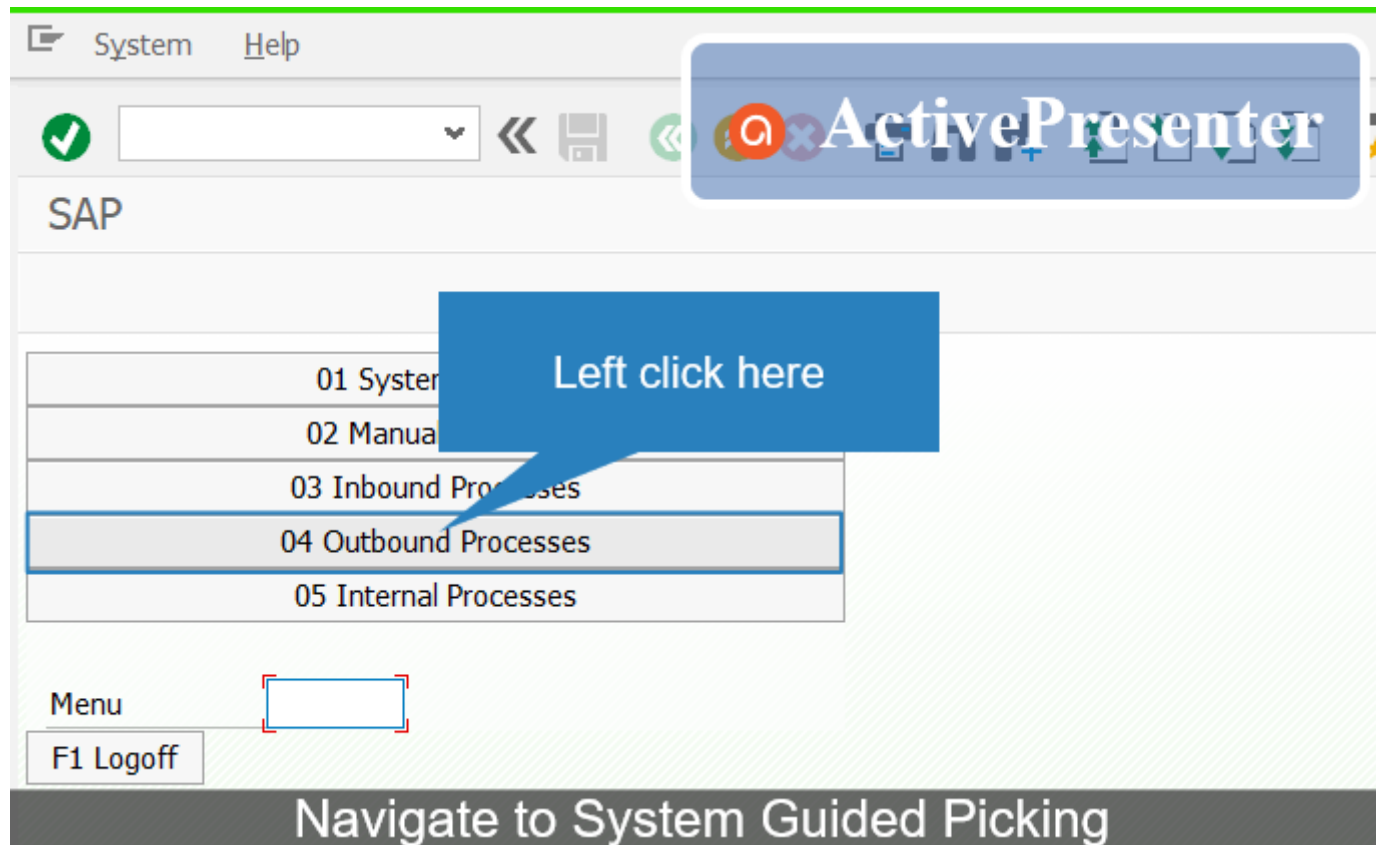 System Help
ActivePresenter
SAP
Left click here
01 Syster
02 Manua
03 Inbound Processes
04 Outbound Processes
05 Internal Processes
Menu
F1 Logoff
Navigate to System Guided Picking